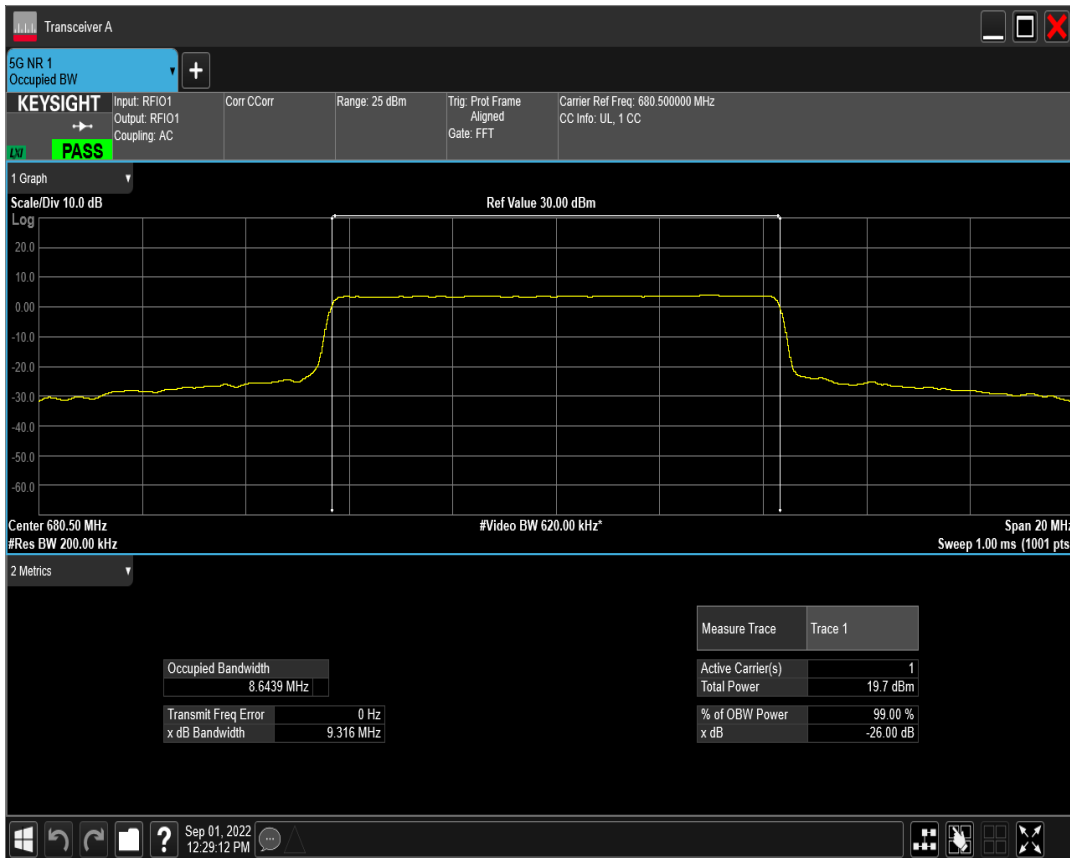 Transceiver A
5G NR 1
Occupied BW
KEYSIGHT
LXI
PASS
Input: RFIO1
Output: RFIO1
Coupling: AC
Corr CCorr
Range: 25 dBm
Trig: Prot Frame
Aligned
Gate: FFT
Carrier Ref Freq: 680.500000 MHz
CC Info: UL, 1 CC
1 Graph
Scale/Div 10.0 dB
Ref Value 30.00 dBm
Log
20.0
10.0
0.00
-10.0
-20.0
-30.0
-40.0
-50.0
-60.0
Center 680.50 MHz
#Video BW 620.00 kHz*
Span 20 MHz
#Res BW 200.00 kHz
Sweep 1.00 ms (1001 pts
2 Metrics
Measure Trace Trace 1
Occupied Bandwidth
8.6439 MHz
Active Carrier(s) 1
Total Power 19.7 dBm
Transmit Freq Error 0 Hz
x dB Bandwidth 9.316 MHz
% of OBW Power 99.00 %
x dB -26.00 dB
?
Sep 01, 2022
12:29:12 PM